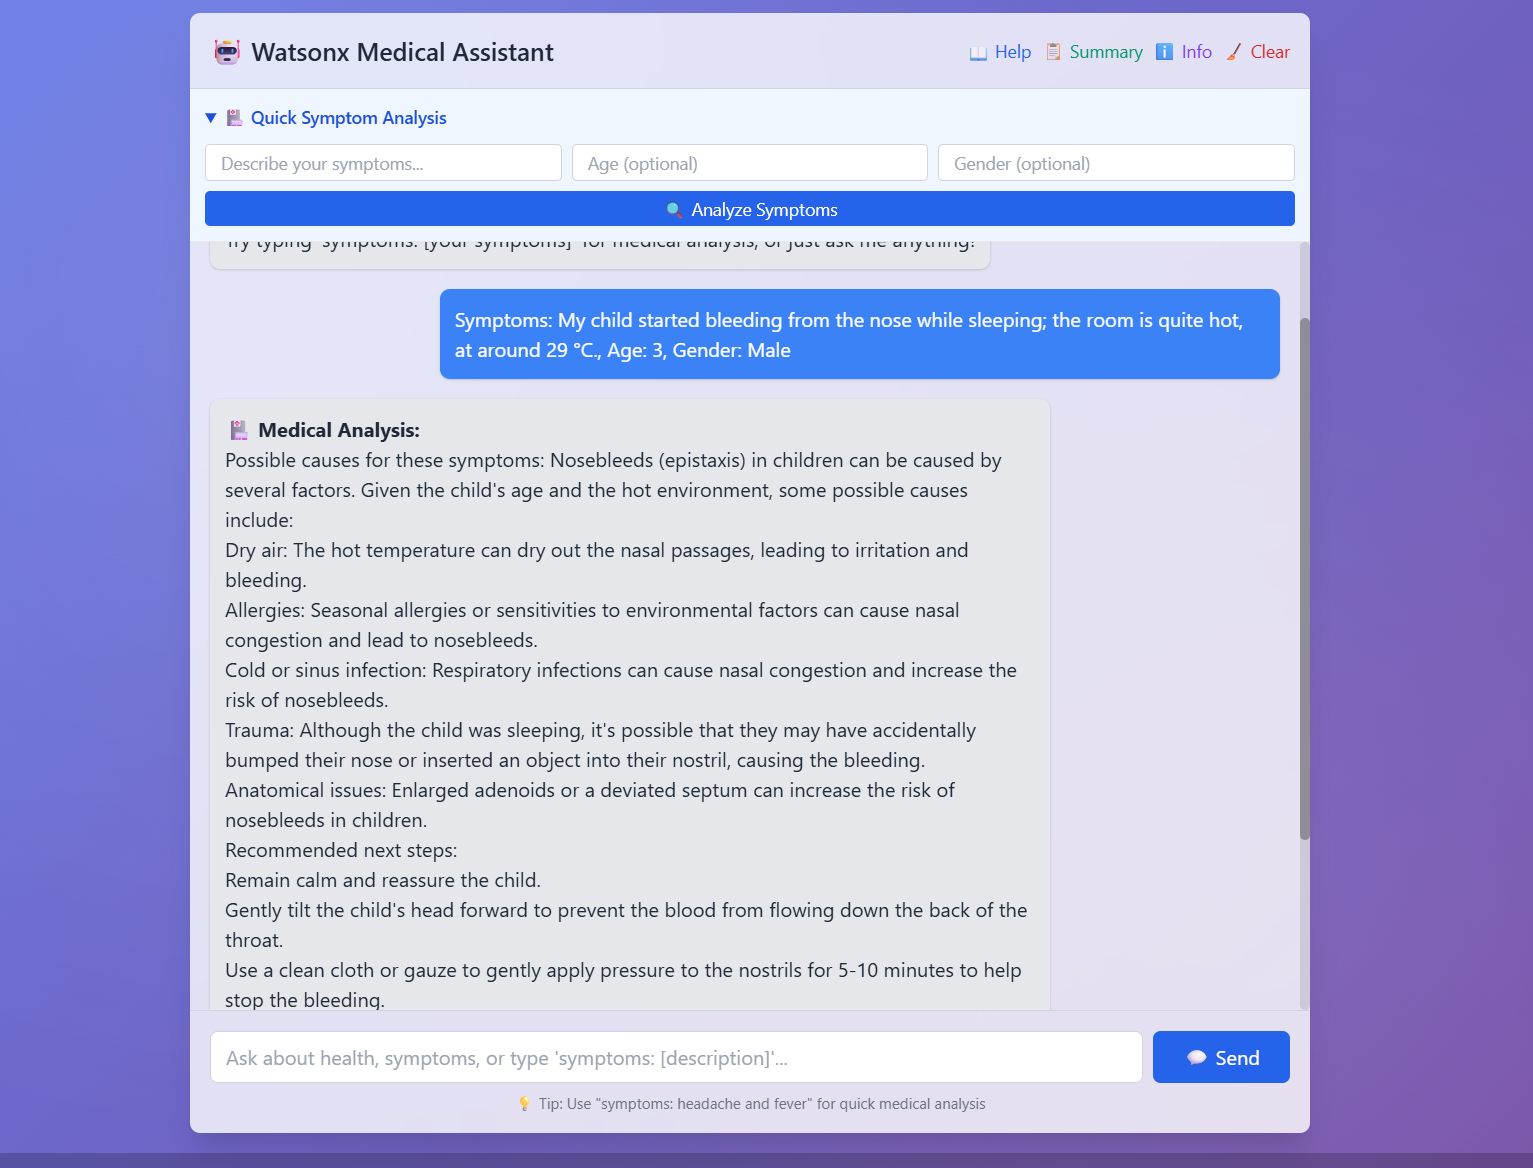 Watsonx Medical Assistant
Help
Summary
Info
Clear
Quick Symptom Analysis
Describe your symptoms...
Age (optional)
Gender (optional)
Analyze Symptoms
Try typing 'symptoms: [your symptoms]' for medical analysis, or just ask me anything!
Symptoms: My child started bleeding from the nose while sleeping; the room is quite hot,
at around 29 °C., Age: 3, Gender: Male
Medical Analysis:
Possible causes for these symptoms: Nosebleeds (epistaxis) in children can be caused by
several factors. Given the child's age and the hot environment, some possible causes
include:
Dry air: The hot temperature can dry out the nasal passages, leading to irritation and
bleeding.
Allergies: Seasonal allergies or sensitivities to environmental factors can cause nasal
congestion and lead to nosebleeds.
Cold or sinus infection: Respiratory infections can cause nasal congestion and increase the
risk of nosebleeds.
Trauma: Although the child was sleeping, it's possible that they may have accidentally
bumped their nose or inserted an object into their nostril, causing the bleeding.
Anatomical issues: Enlarged adenoids or a deviated septum can increase the risk of
nosebleeds in children.
Recommended next steps:
Remain calm and reassure the child.
Gently tilt the child's head forward to prevent the blood from flowing down the back of the
throat.
Use a clean cloth or gauze to gently apply pressure to the nostrils for 5-10 minutes to help
stop the bleeding.
Ask about health, symptoms, or type 'symptoms: [description]'...
Send
Tip: Use "symptoms: headache and fever" for quick medical analysis